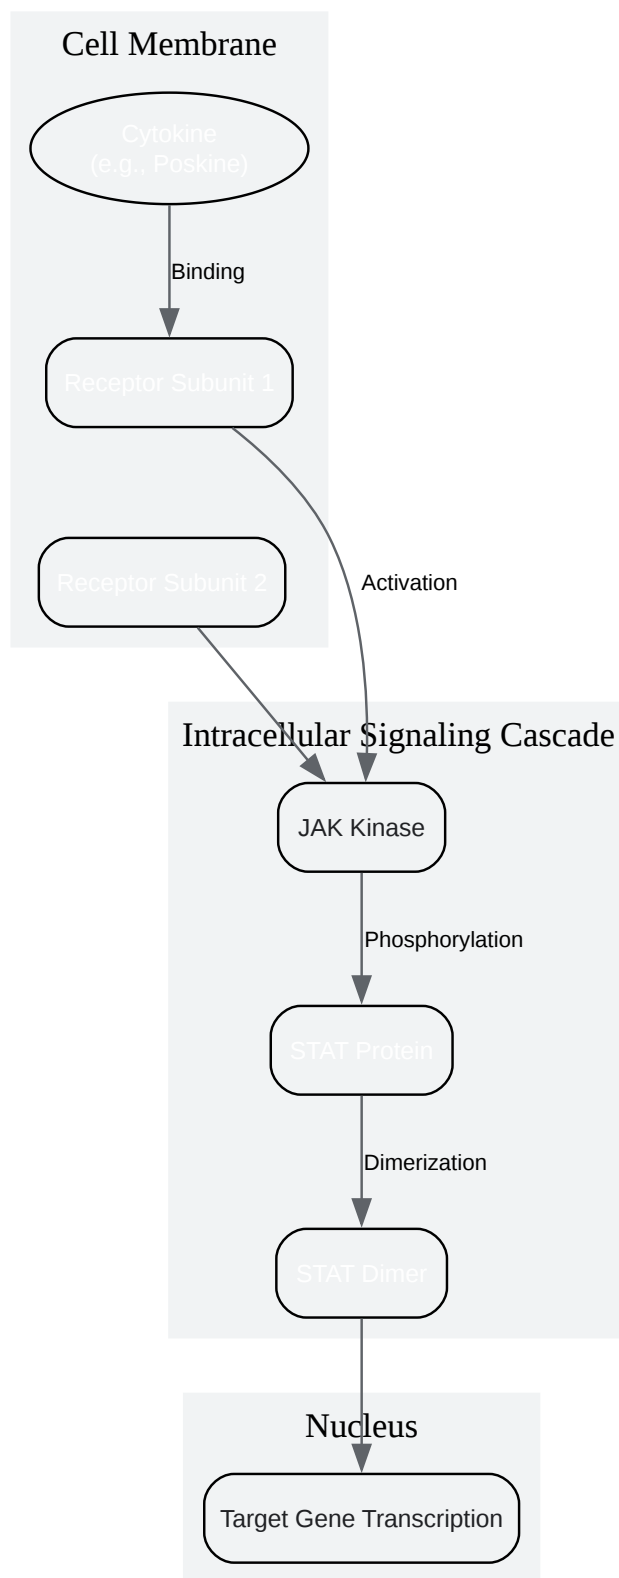 Cell Membrane
Cytokine
(e.g., Poskine)
Binding
Receptor Subunit 1
Receptor Subunit 2
Activation
Intracellular Signaling Cascade
JAK Kinase
Phosphorylation
STAT Protein
Dimerization
STAT Dimer
Nucleus
Target Gene Transcription